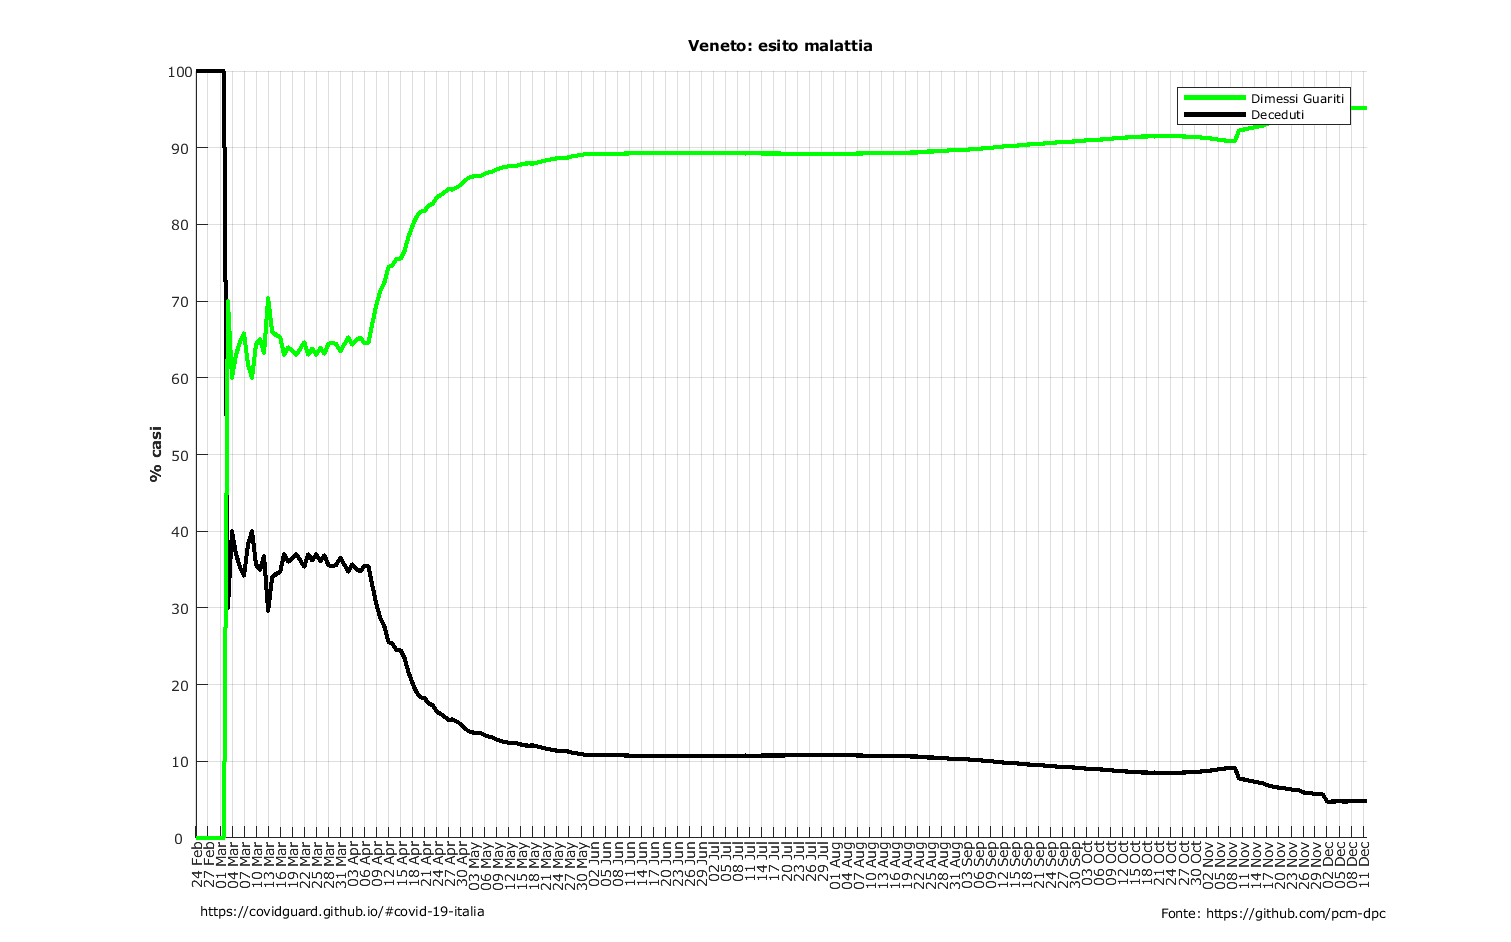 Veneto: esito malattia
Dimessi Guariti
Deceduti
% casi
100
90
80
70
60
50
40
30
20
10
0
24 Feb
27 Feb
01 Mar
04 Mar
07 Mar
10 Mar
13 Mar
16 Mar
19 Mar
22 Mar
25 Mar
28 Mar
31 Mar
03 Apr
06 Apr
09 Apr
12 Apr
15 Apr
18 Apr
21 Apr
24 Apr
27 Apr
30 Apr
03 May
06 May
09 May
12 May
15 May
18 May
21 May
24 May
27 May
30 May
02 Jun
05 Jun
08 Jun
11 Jun
14 Jun
17 Jun
20 Jun
23 Jun
26 Jun
29 Jun
02 Jul
05 Jul
08 Jul
11 Jul
14 Jul
17 Jul
20 Jul
23 Jul
26 Jul
29 Jul
01 Aug
04 Aug
07 Aug
10 Aug
13 Aug
16 Aug
19 Aug
22 Aug
25 Aug
28 Aug
31 Aug
03 Sep
06 Sep
09 Sep
12 Sep
15 Sep
18 Sep
21 Sep
24 Sep
27 Sep
30 Sep
03 Oct
06 Oct
09 Oct
12 Oct
15 Oct
18 Oct
21 Oct
24 Oct
27 Oct
30 Oct
02 Nov
05 Nov
08 Nov
11 Nov
14 Nov
17 Nov
20 Nov
23 Nov
26 Nov
29 Nov
02 Dec
05 Dec
08 Dec
11 Dec
https://covidguard.github.io/#covid-19-italia
Fonte: https://github.com/pcm-dpc